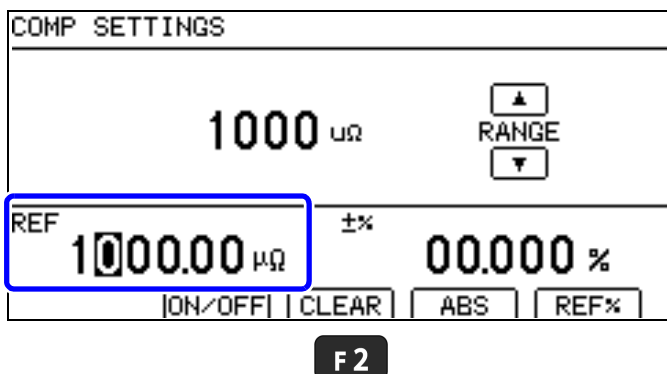 COMP SETTINGS
1000 uΩ
▲
RANGE
▼
REF 1000.00 μΩ ±% 00.000 %
ON/OFF CLEAR ABS REF%
F2